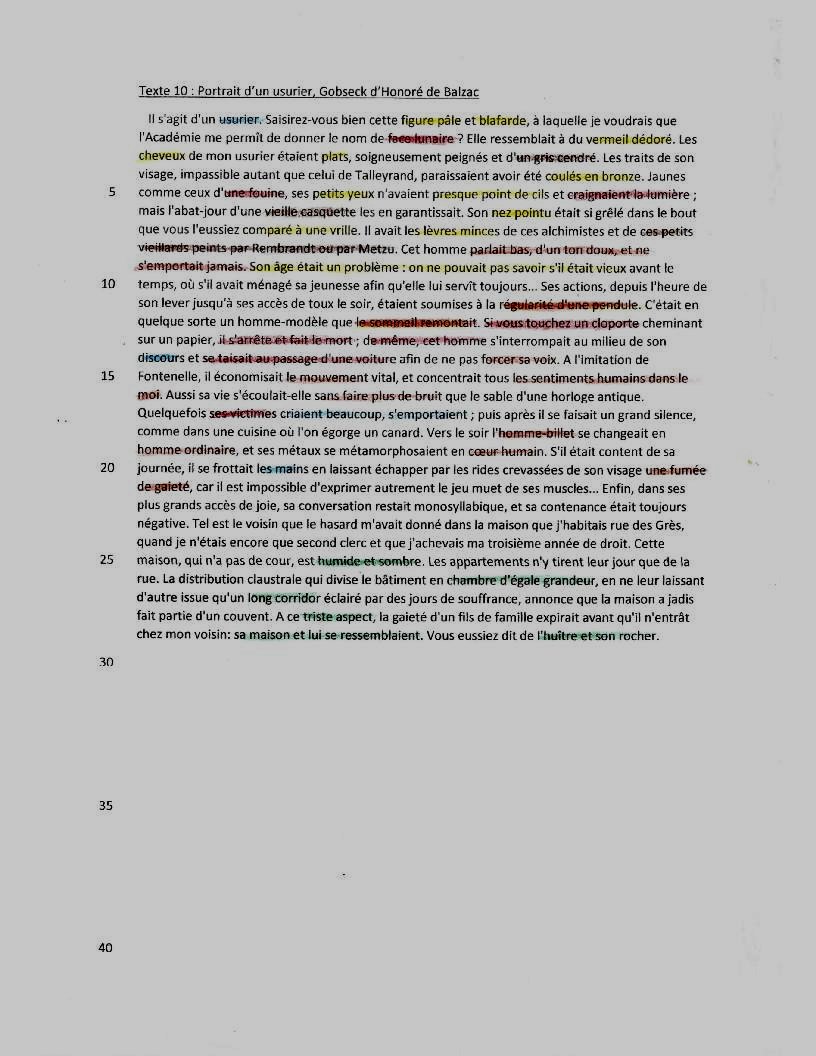 Texte 10 : Portrait d'un usurier, Gobseck d'Honoré de Balzac
Il s'agit d'un usurier. Saisirez-vous bien cette figure pâle et blafarde, à laquelle je voudrais que
l'Académie me permît de donner le nom de face lunaire ? Elle ressemblait à du vermeil dédoré. Les
cheveux de mon usurier étaient plats, soigneusement peignés et d'un gris cendré. Les traits de son
visage, impassible autant que celui de Talleyrand, paraissaient avoir été coulés en bronze. Jaunes
5 comme ceux d'une fouine, ses petits yeux n'avaient presque point de cils et craignaient la lumière ;
mais l'abat-jour d'une vieille casquette les en garantissait. Son nez pointu était si grêlé dans le bout
que vous l'eussiez comparé à une vrille. Il avait les lèvres minces de ces alchimistes et de ces petits
vieillards peints par Rembrandt ou par Metzu. Cet homme parlait bas, d'un ton doux, et ne
s'emportait jamais. Son âge était un problème : on ne pouvait pas savoir s'il était vieux avant le
10 temps, où s'il avait ménagé sa jeunesse afin qu'elle lui servît toujours... Ses actions, depuis l'heure de
son lever jusqu'à ses accès de toux le soir, étaient soumises à la régularité d'une pendule. C'était en
quelque sorte un homme-modèle que le sommeil remontait. Si vous touchez un cloporte cheminant
sur un papier, il s'arrête et fait le mort ; de même, cet homme s'interrompait au milieu de son
discours et se taisait au passage d'une voiture afin de ne pas forcer sa voix. A l'imitation de
15 Fontenelle, il économisait le mouvement vital, et concentrait tous les sentiments humains dans le
moi. Aussi sa vie s'écoulait-elle sans faire plus de bruit que le sable d'une horloge antique.
Quelquefois ses victimes criaient beaucoup, s'emportaient ; puis après il se faisait un grand silence,
comme dans une cuisine où l'on égorge un canard. Vers le soir l'homme-billet se changeait en
homme ordinaire, et ses métaux se métamorphosaient en cœur humain. S'il était content de sa
20 journée, il se frottait les mains en laissant échapper par les rides crevassées de son visage une fumée
de gaieté, car il est impossible d'exprimer autrement le jeu muet de ses muscles... Enfin, dans ses
plus grands accès de joie, sa conversation restait monosyllabique, et sa contenance était toujours
négative. Tel est le voisin que le hasard m'avait donné dans la maison que j'habitais rue des Grès,
quand je n'étais encore que second clerc et que j'achevais ma troisième année de droit. Cette
25 maison, qui n'a pas de cour, est humide et sombre. Les appartements n'y tirent leur jour que de la
rue. La distribution claustrale qui divise le bâtiment en chambre d'égale grandeur, en ne leur laissant
d'autre issue qu'un long corridor éclairé par des jours de souffrance, annonce que la maison a jadis
fait partie d'un couvent. A ce triste aspect, la gaieté d'un fils de famille expirait avant qu'il n'entrât
chez mon voisin: sa maison et lui se ressemblaient. Vous eussiez dit de l'huître et son rocher.
30
35
40